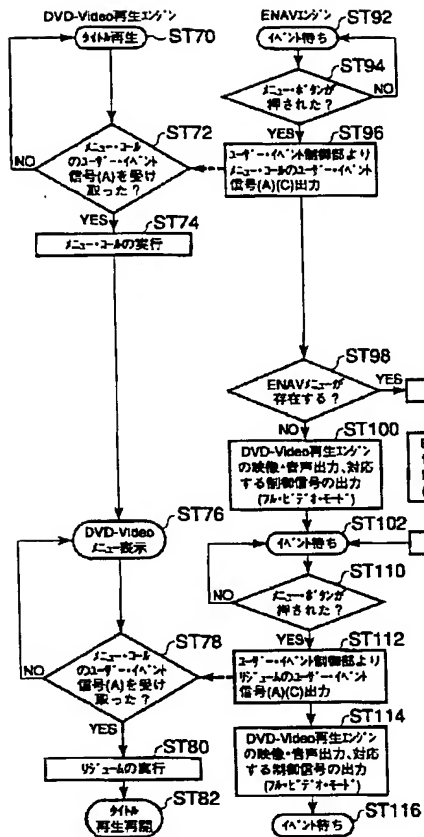 DVD-Video再生エンジン
タイトル再生
ST70
メニュー・コール
のユーザー・イベント
信号(A)を受け
取った?
ST72
NO
YES
ST74
メニュー・コールの実行
ST76
DVD-Video
メニュー表示
ST78
メニュー・コール
のユーザー・イベント
信号(A)を受け
取った?
NO
YES
ST80
リジュームの実行
ST82
タイトル
再生再開
ENAVエンジン
ST92
イベント待ち
ST94
メニュー・ボタンが
押された?
NO
YES
ST96
ユーザー・イベント制御部より
メニュー・コールのユーザー・イベント
信号(A)(C)出力
ST98
ENAVメニューが
存在する?
YES
NO
ST100
DVD-Video再生エンジン
の映像・音声出力、対応
する制御信号の出力
(フル・ビデオ・モード)
ST102
イベント待ち
ST110
メニュー・ボタンが
押された?
NO
YES
ST112
ユーザー・イベント制御部より
リジュームのユーザー・イベント
信号(A)(C)出力
ST114
DVD-Video再生エンジン
の映像・音声出力、対応
する制御信号の出力
(フル・ビデオ・モード)
ST116
イベント待ち